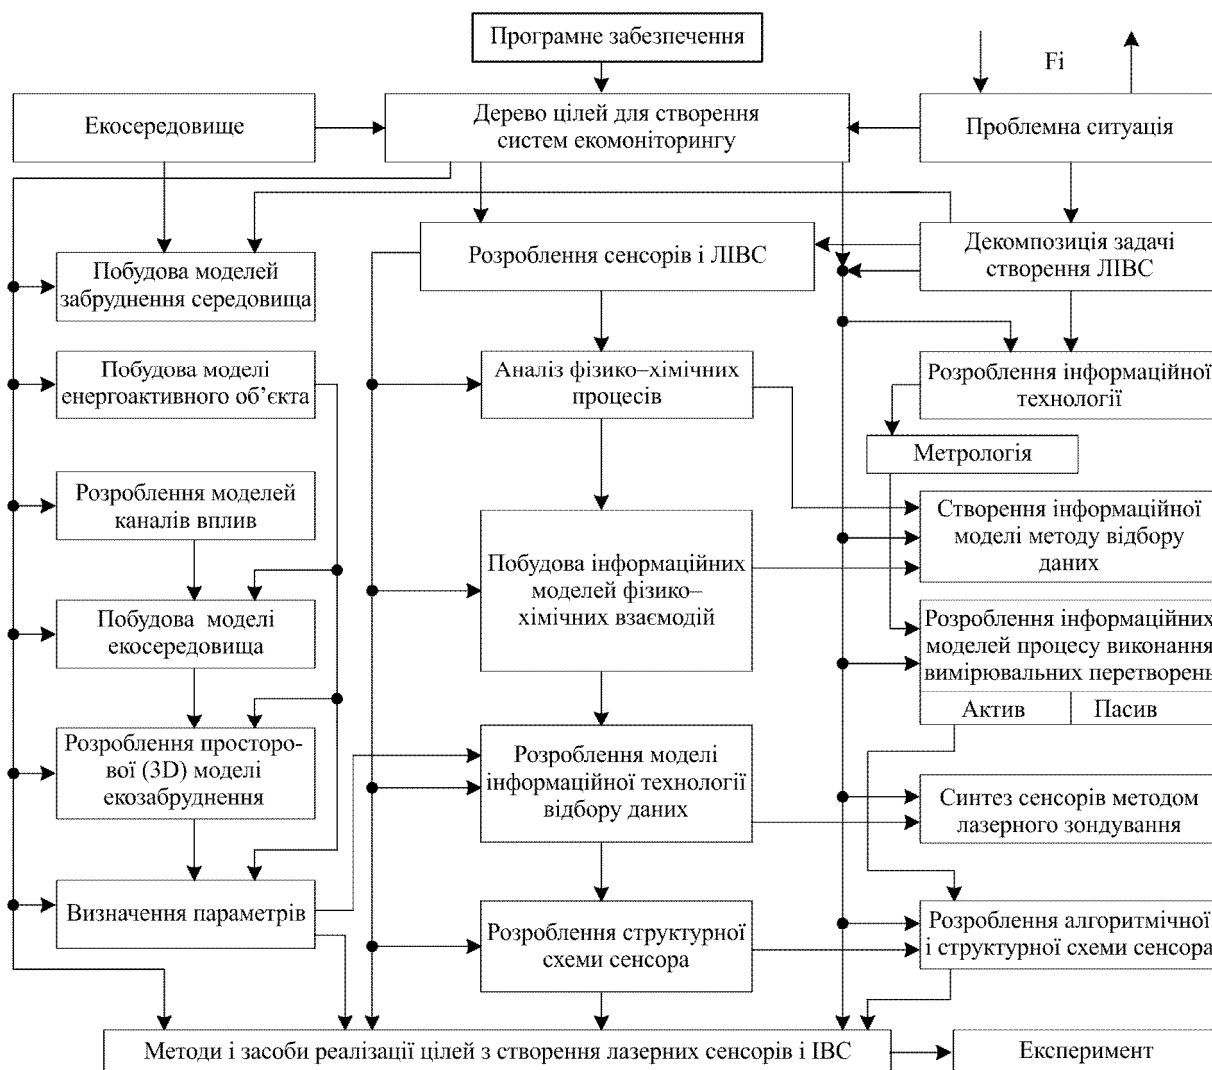 Програмне забезпечення
Fi
Екосередовище
Дерево цілей для створення
систем екомоніторингу
Проблемна ситуація
Розроблення сенсорів і ЛІВС
Декомпозиція задачі
створення ЛІВС
Побудова моделей
забруднення середовища
Побудова моделі
енергоактивного об’єкта
Аналіз фізико–хімічних
процесів
Розроблення інформаційної
технології
Метрологія
Розроблення моделей
каналів вплив
Створення інформаційної
моделі методу відбору
даних
Побудова інформаційних
моделей фізико–
хімічних взаємодій
Побудова моделі
екосередовища
Розроблення інформаційних
моделей процесу виконання
вимірювальних перетворень
Актив
Пасив
Розроблення просторо-
вої (3D) моделі
екозабруднення
Розроблення моделі
інформаційної технології
відбору даних
Синтез сенсорів методом
лазерного зондування
Визначення параметрів
Розроблення структурної
схеми сенсора
Розроблення алгоритмічної
і структурної схеми сенсора
Методи і засоби реалізації цілей з створення лазерних сенсорів і ІВС
Експеримент